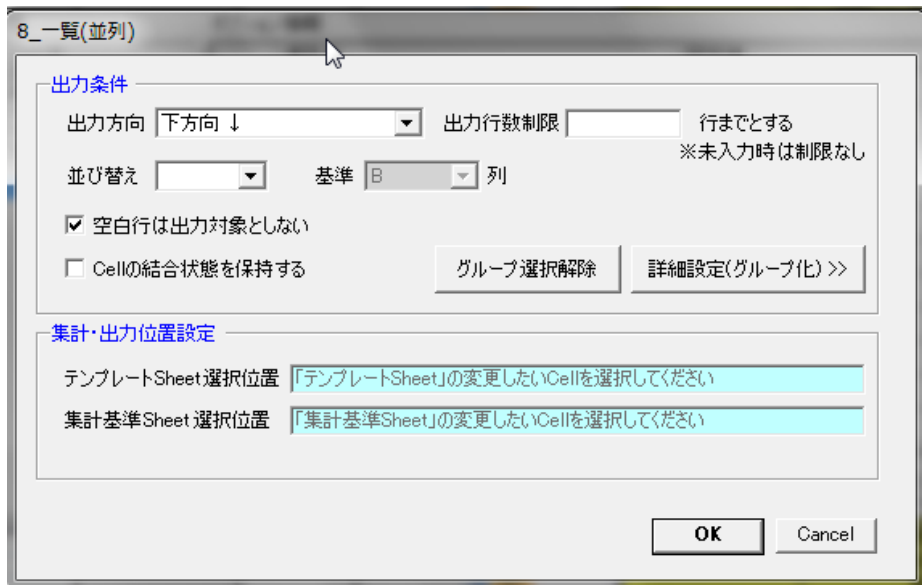 8_一覧(並列)
出力条件
出力方向 下方向 ↓ 出力行数制限 行までとする
※未入力時は制限なし
並び替え 基準 B 列
空白行は出力対象としない
Cellの結合状態を保持する グループ選択解除 詳細設定(グループ化) >>
集計・出力位置設定
テンプレートSheet選択位置 「テンプレートSheet」の変更したいCellを選択してください
集計基準Sheet選択位置 「集計基準Sheet」の変更したいCellを選択してください
OK Cancel